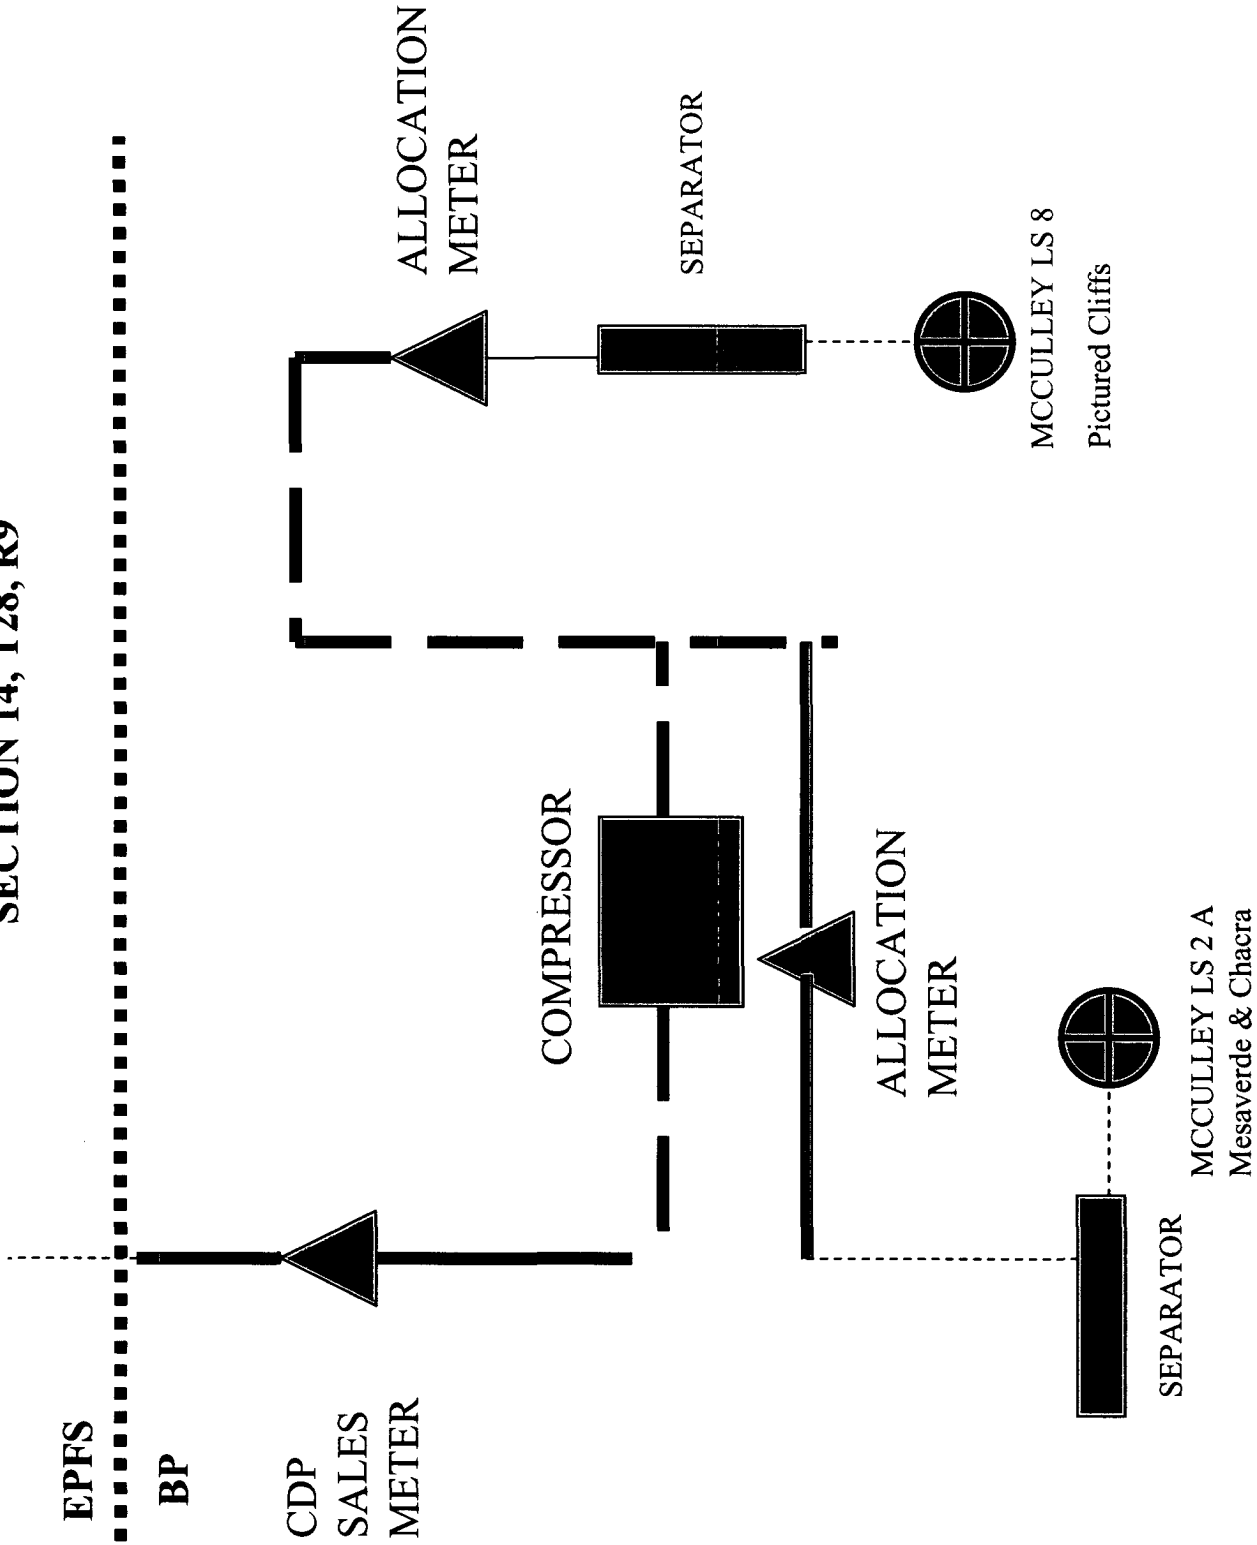 SECTION 14, T28, R9
EPFS
BP
CDP
SALES
METER
COMPRESSOR
ALLOCATION
METER
SEPARATOR
MCCULLEY LS 8
Pictured Cliffs
ALLOCATION
METER
SEPARATOR
MCCULLEY LS 2 A
Mesaverde & Chacra